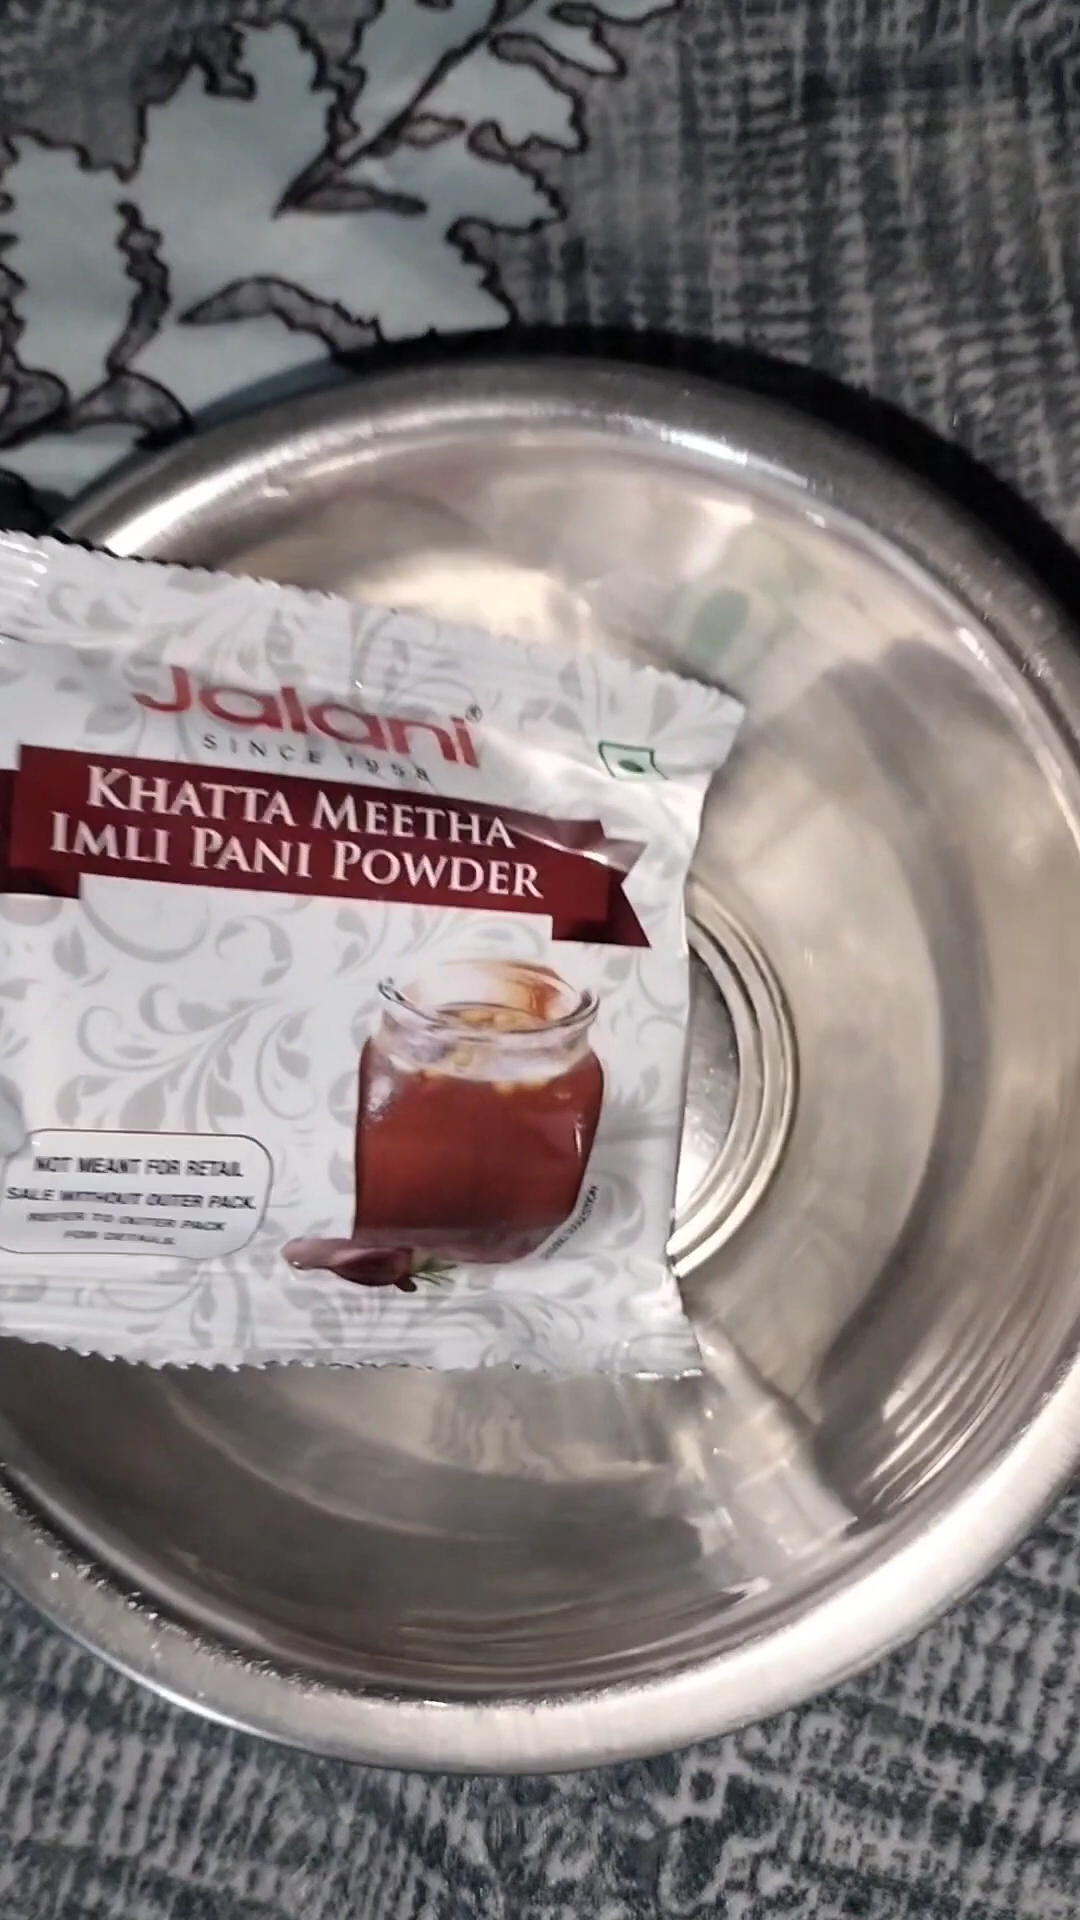 Jalani®
SINCE 1958
KHATTA MEETHA
IMLI PANI POWDER
NOT MEANT FOR RETAIL
SALE WITHOUT OUTER PACK.
REFER TO OUTER PACK
FOR DETAILS.